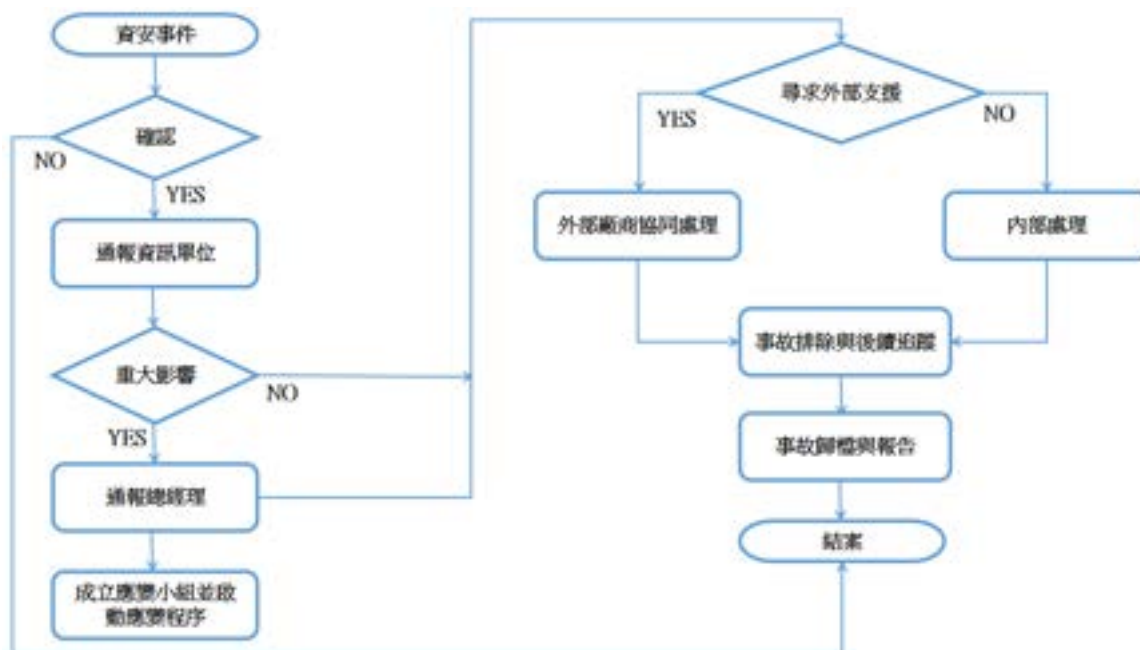 資安事件
確認
NO
YES
通報資訊單位
重大影響
NO
YES
通報總經理
成立應變小組並啟
動應變程序
尋求外部支援
YES
NO
外部廠商協同處理
內部處理
事故排除與後續追蹤
事故歸檔與報告
結案